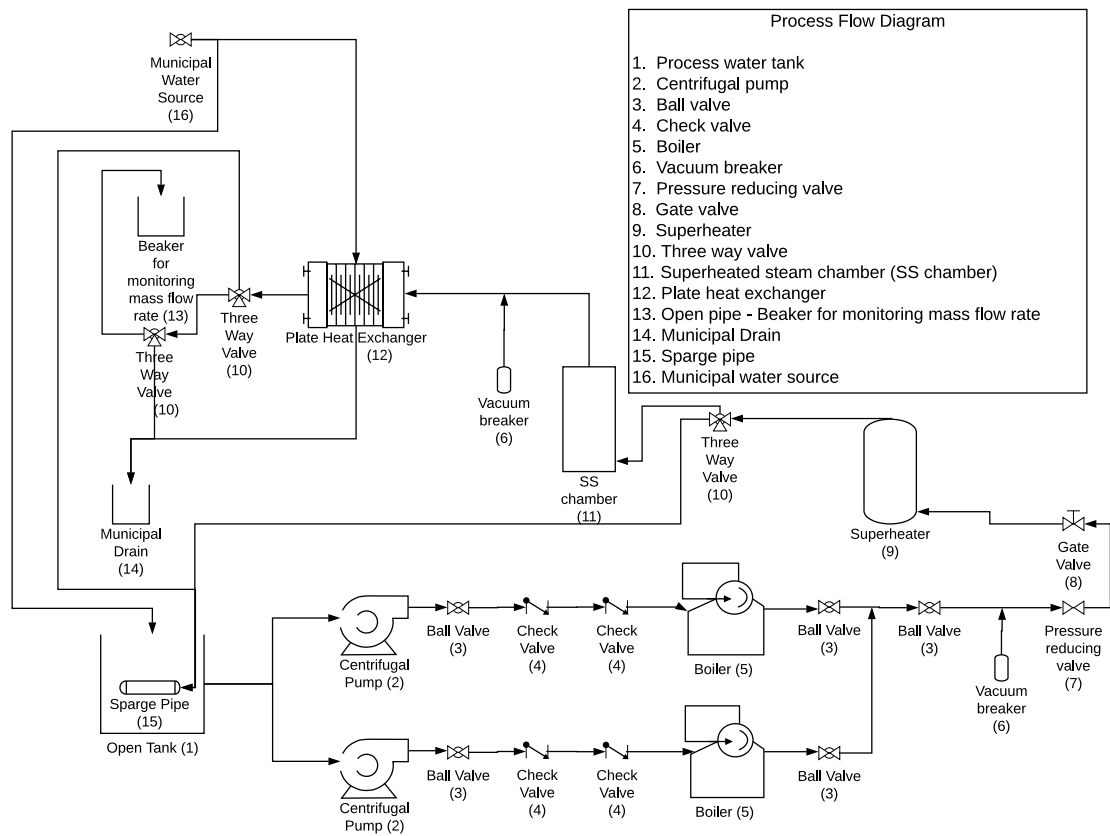 Process Flow Diagram
1. Process water tank
2. Centrifugal pump
3. Ball valve
4. Check valve
5. Boiler
6. Vacuum breaker
7. Pressure reducing valve
8. Gate valve
9. Superheater
10. Three way valve
11. Superheated steam chamber (SS chamber)
12. Plate heat exchanger
13. Open pipe - Beaker for monitoring mass flow rate
14. Municipal Drain
15. Sparge pipe
16. Municipal water source
Municipal
Water
Source
(16)
Beaker
for
monitoring
mass flow
rate (13)
Three
Way
Valve
(10)
Three
Way
Valve
(10)
Plate Heat Exchanger
(12)
Vacuum
breaker
(6)
SS
chamber
(11)
Three
Way
Valve
(10)
Superheater
(9)
Gate
Valve
(8)
Municipal
Drain
(14)
Sparge Pipe
(15)
Open Tank (1)
Centrifugal
Pump (2)
Ball Valve
(3)
Check
Valve
(4)
Check
Valve
(4)
Boiler (5)
Ball Valve
(3)
Ball Valve
(3)
Vacuum
breaker
(6)
Pressure
reducing
valve
(7)
Centrifugal
Pump (2)
Ball Valve
(3)
Check
Valve
(4)
Check
Valve
(4)
Boiler (5)
Ball Valve
(3)